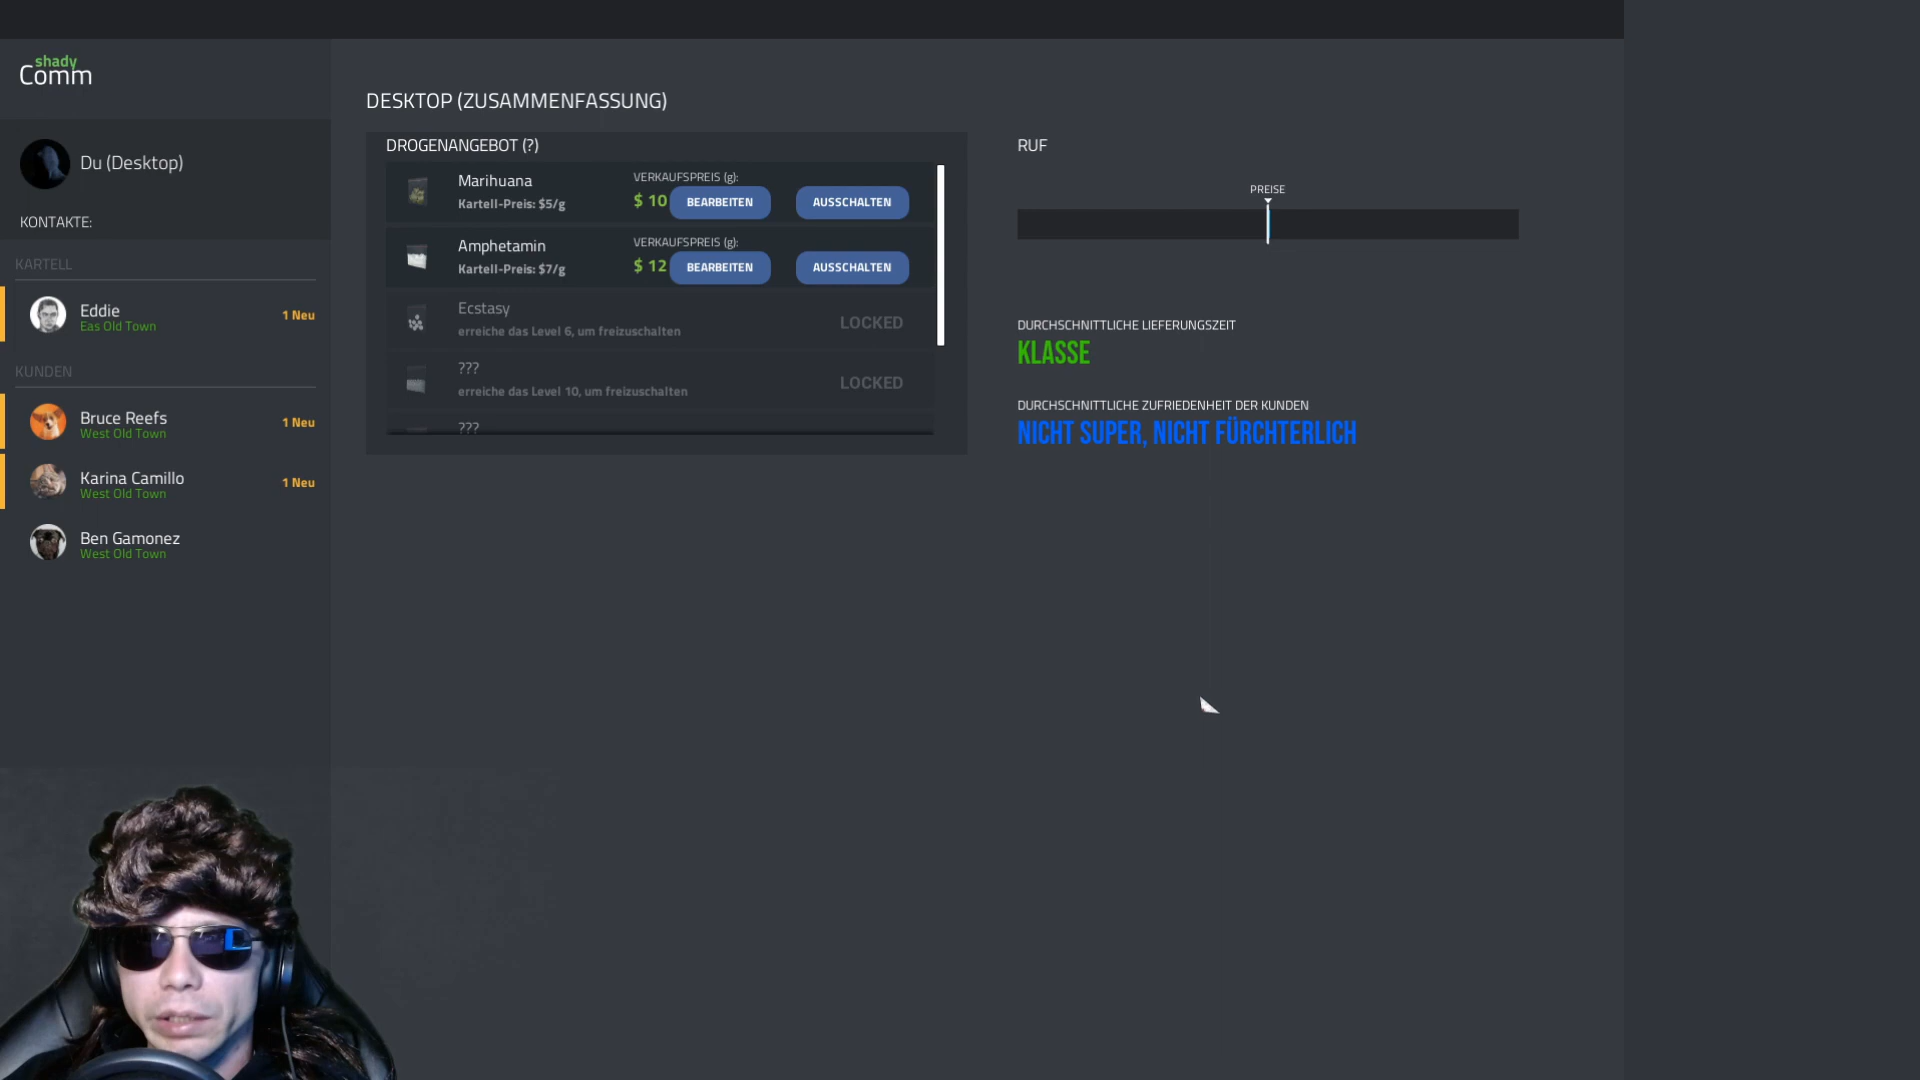 shady
Comm
Du (Desktop)
KONTAKTE:
KARTELL
Eddie
Eas Old Town
1 Neu
KUNDEN
Bruce Reefs
West Old Town
1 Neu
Karina Camillo
West Old Town
1 Neu
Ben Gamonez
West Old Town
DESKTOP (ZUSAMMENFASSUNG)
DROGENANGEBOT (?)
Marihuana
Kartell-Preis: $5/g
VERKAUFSPREIS (g):
$ 10
BEARBEITEN
AUSSCHALTEN
Amphetamin
Kartell-Preis: $7/g
VERKAUFSPREIS (g):
$ 12
BEARBEITEN
AUSSCHALTEN
Ecstasy
erreiche das Level 6, um freizuschalten
LOCKED
???
erreiche das Level 10, um freizuschalten
LOCKED
???
RUF
PREISE
DURCHSCHNITTLICHE LIEFERUNGSZEIT
KLASSE
DURCHSCHNITTLICHE ZUFRIEDENHEIT DER KUNDEN
NICHT SUPER, NICHT FÜRCHTERLICH